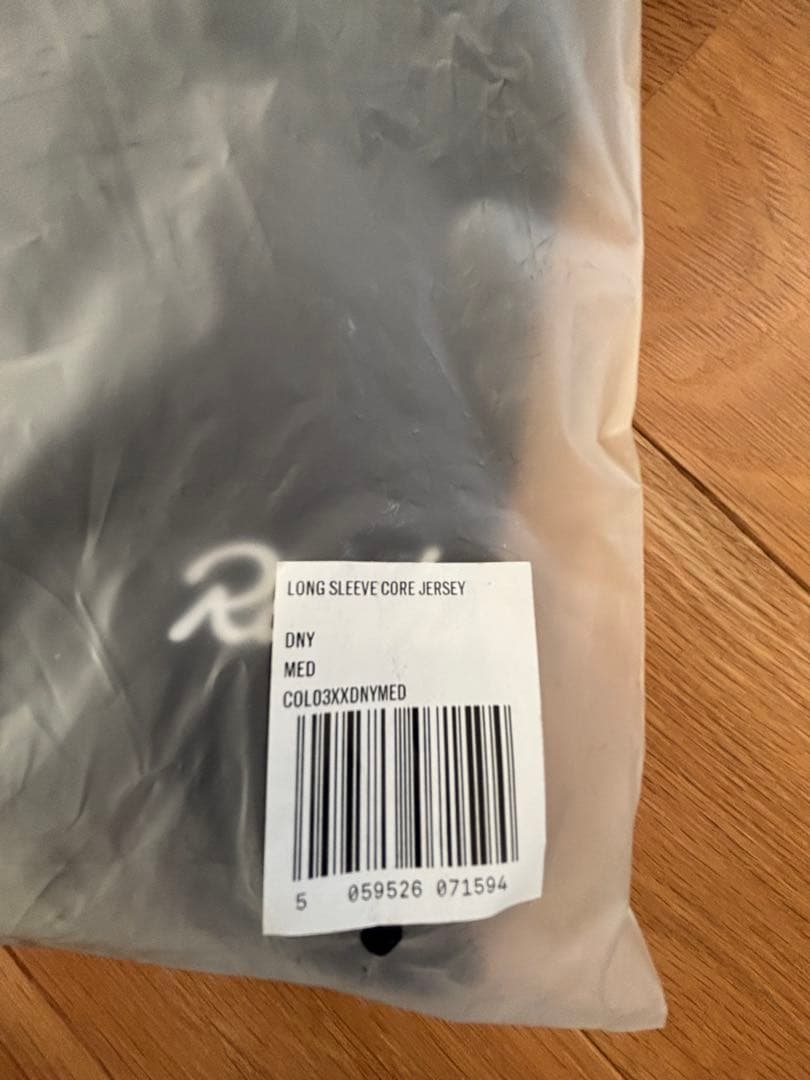 LONG SLEEVE CORE JERSEY
DNY
MED
COL03XXDNYMED
5 059526 071594